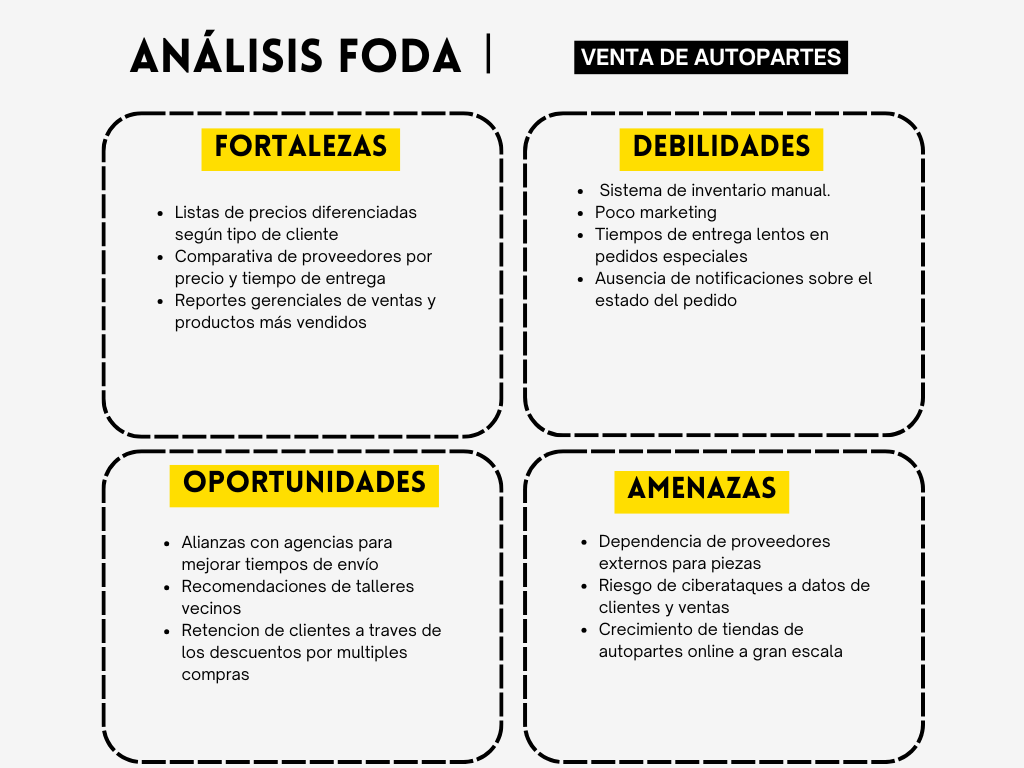 ANÁLISIS FODA |
VENTA DE AUTOPARTES
FORTALEZAS
• Listas de precios diferenciadas
según tipo de cliente
• Comparativa de proveedores por
precio y tiempo de entrega
• Reportes gerenciales de ventas y
productos más vendidos
DEBILIDADES
• Sistema de inventario manual.
• Poco marketing
• Tiempos de entrega lentos en
pedidos especiales
• Ausencia de notificaciones sobre el
estado del pedido
OPORTUNIDADES
• Alianzas con agencias para
mejorar tiempos de envío
• Recomendaciones de talleres
vecinos
• Retencion de clientes a traves de
los descuentos por multiples
compras
AMENAZAS
• Dependencia de proveedores
externos para piezas
• Riesgo de ciberataques a datos de
clientes y ventas
• Crecimiento de tiendas de
autopartes online a gran escala